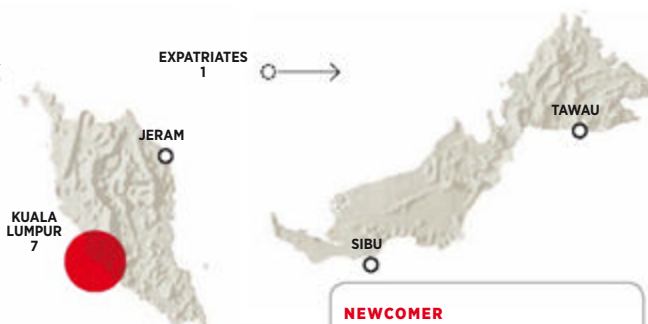 EXPATRIATES
1
TAWAU
JERAM
KUALA
LUMPUR
7
SIBU
NEWCOMER